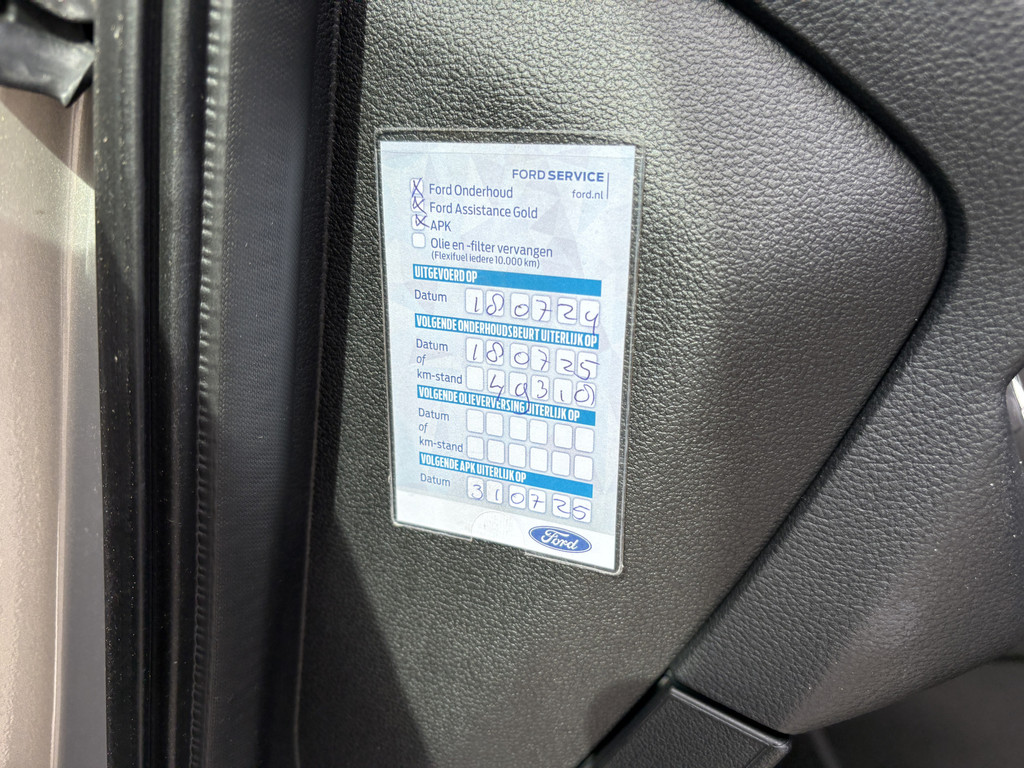 FORD SERVICE
ford.nl
Ford Onderhoud
Ford Assistance Gold
APK
Olie en -filter vervangen
(Flexifuel iedere 10.000 km)
UITGEVOERD OP
Datum 180724
VOLGENDE ONDERHOUDSBEURT UITERLIJK OP
Datum 180725
of
km-stand 49310
VOLGENDE OLIEVERVERSING UITERLIJK OP
Datum
of
km-stand
VOLGENDE APK UITERLIJK OP
Datum 310725
Ford